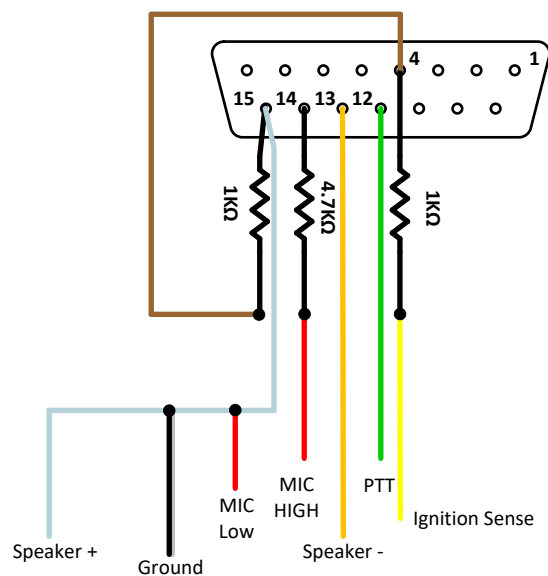 4
1
15
14
13
12
1KΩ
4.7KΩ
1KΩ
MIC
Low
MIC
HIGH
PTT
Ignition Sense
Speaker +
Ground
Speaker -